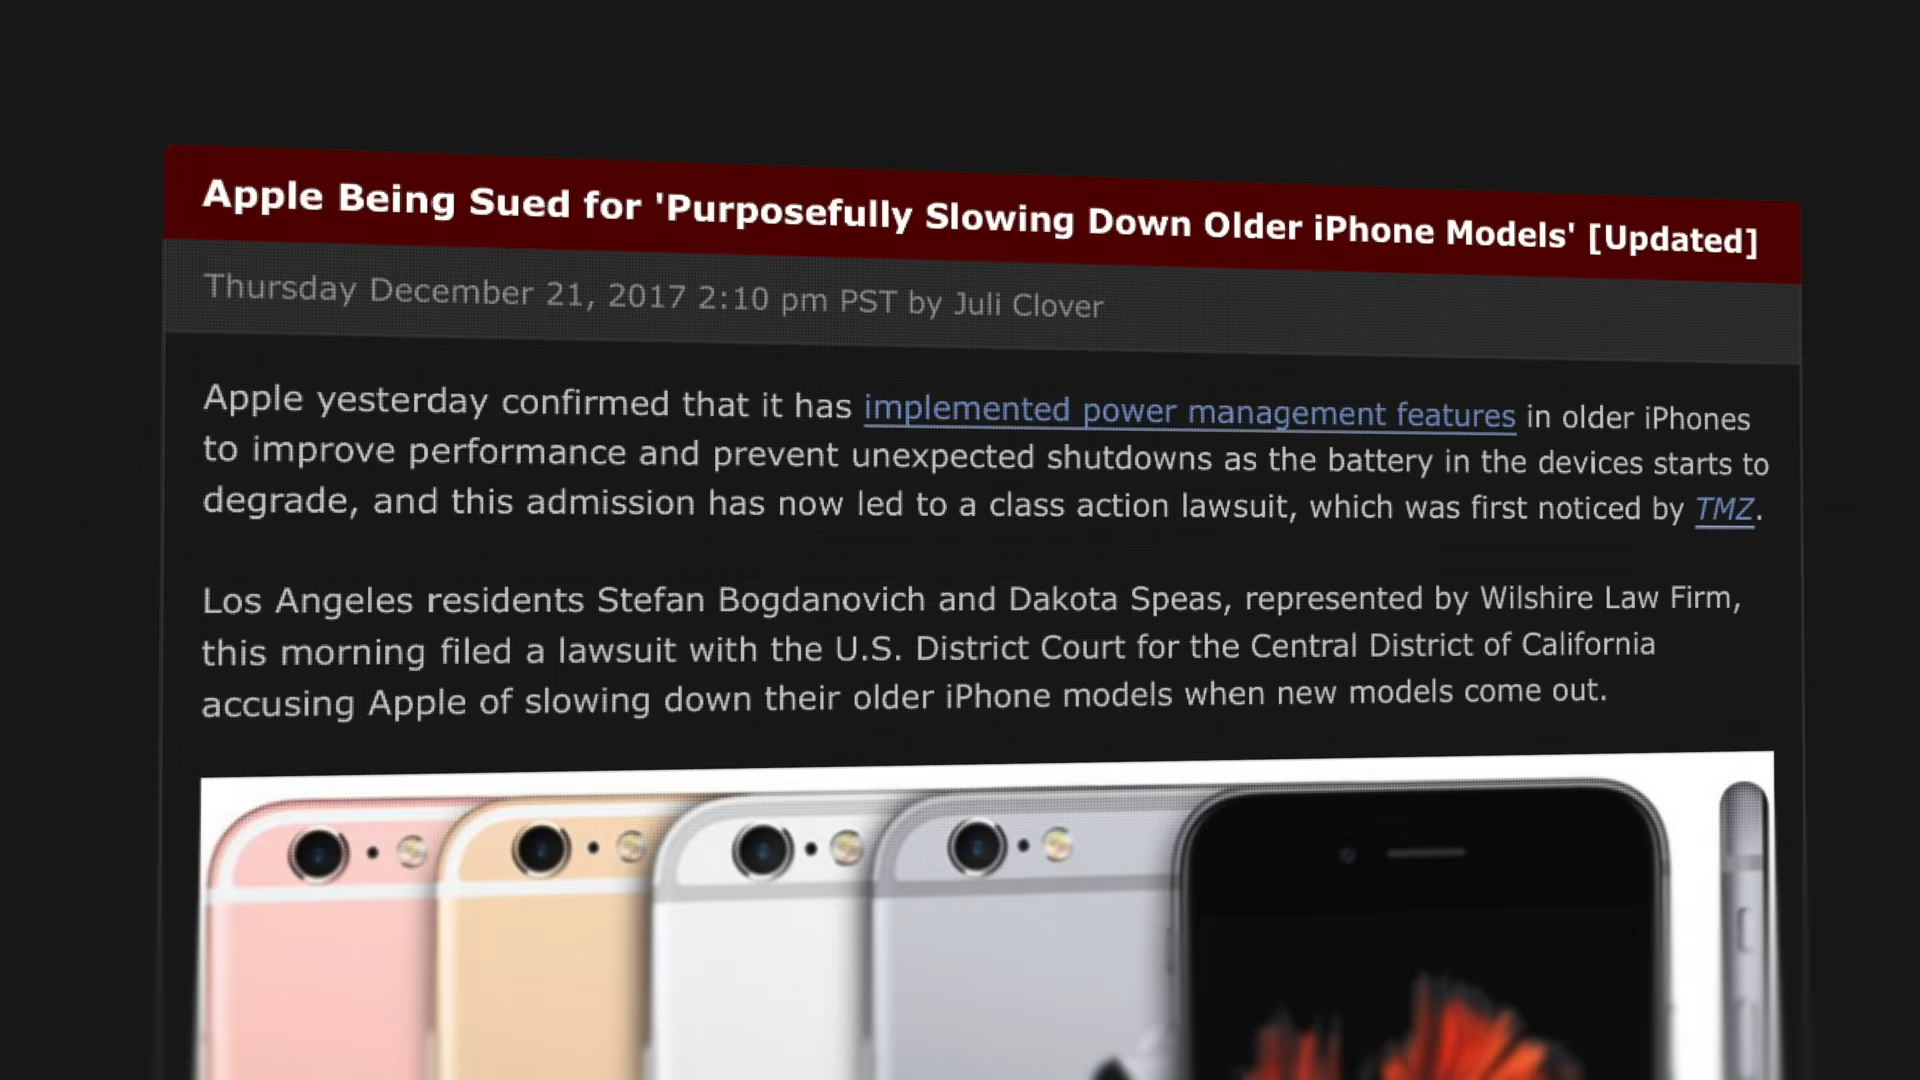 Apple Being Sued for 'Purposefully Slowing Down Older iPhone Models' [Updated]
Thursday December 21, 2017 2:10 pm PST by Juli Clover
Apple yesterday confirmed that it has implemented power management features in older iPhones
to improve performance and prevent unexpected shutdowns as the battery in the devices starts to
degrade, and this admission has now led to a class action lawsuit, which was first noticed by TMZ.
Los Angeles residents Stefan Bogdanovich and Dakota Speas, represented by Wilshire Law Firm,
this morning filed a lawsuit with the U.S. District Court for the Central District of California
accusing Apple of slowing down their older iPhone models when new models come out.